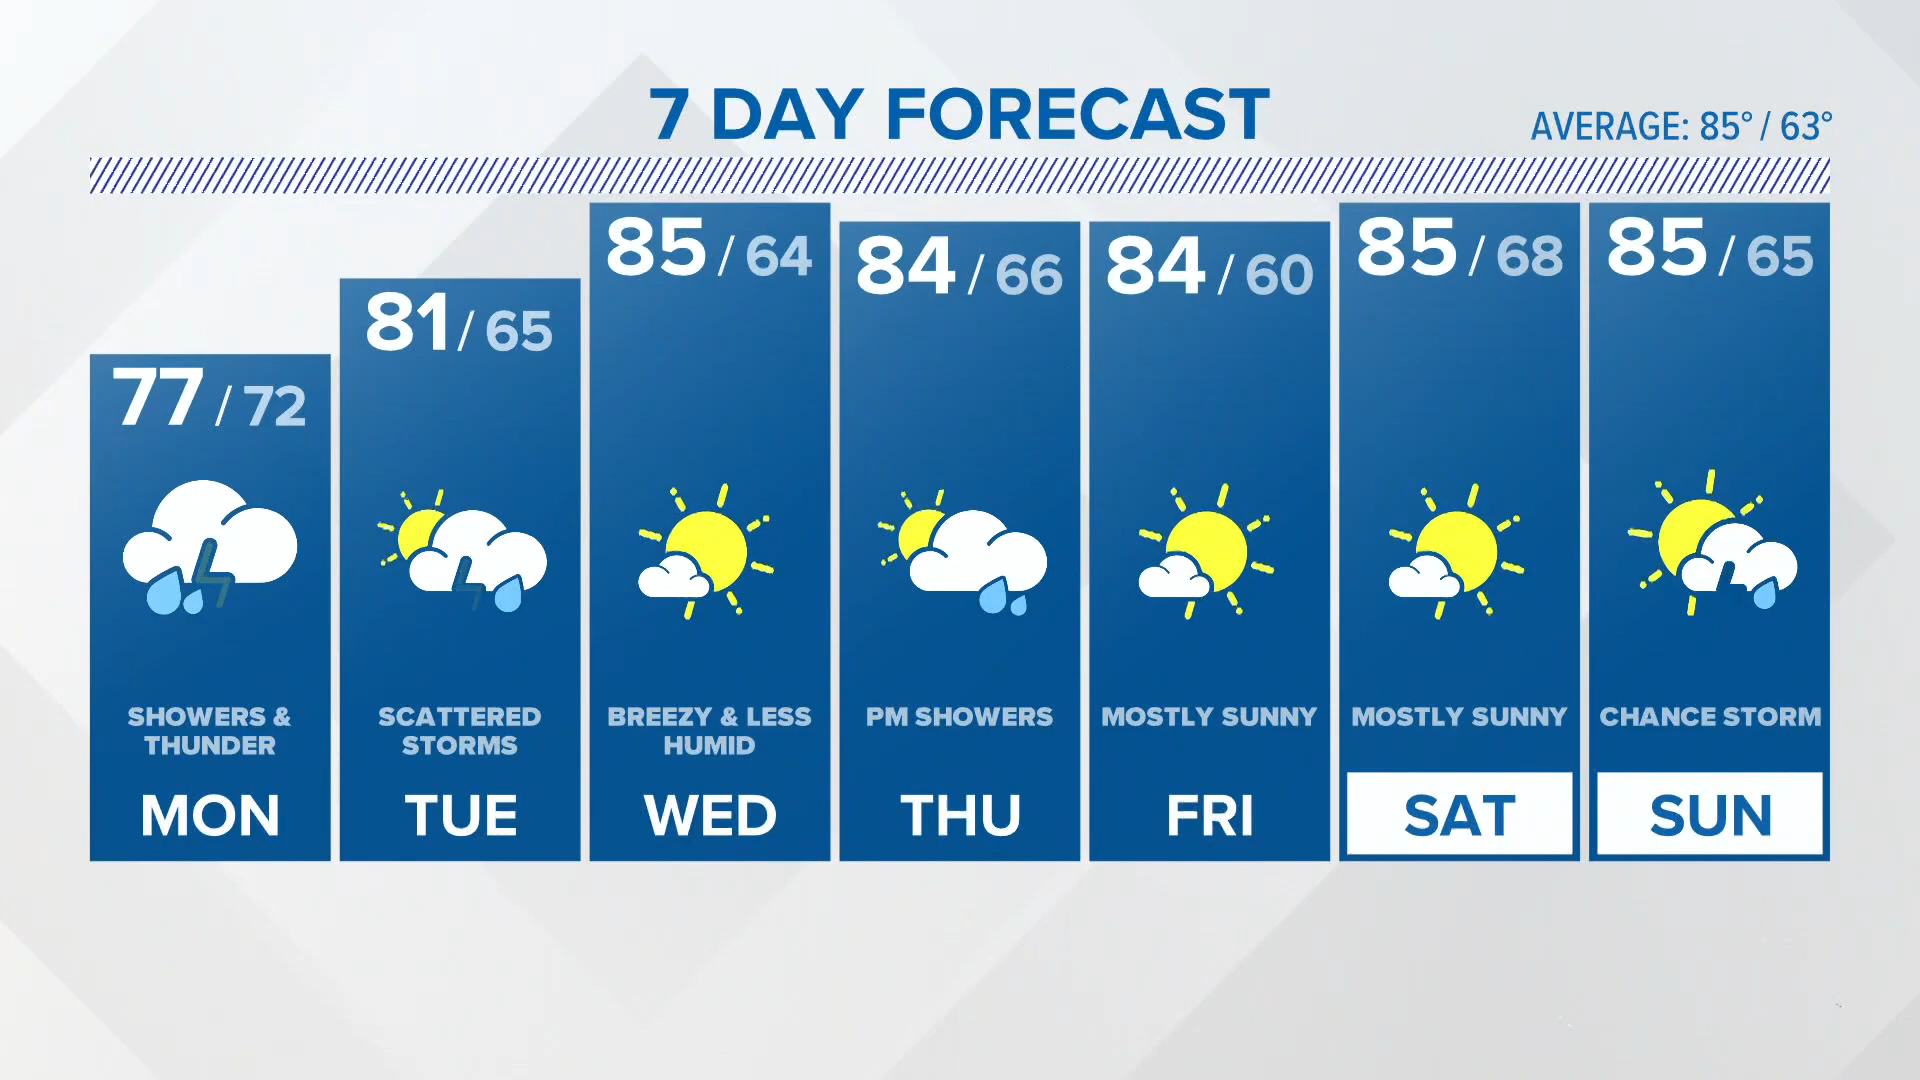 7 DAY FORECAST
AVERAGE: 85° / 63°
77 / 72
SHOWERS &
THUNDER
MON
81 / 65
SCATTERED
STORMS
TUE
85 / 64
BREEZY & LESS
HUMID
WED
84 / 66
PM SHOWERS
THU
84 / 60
MOSTLY SUNNY
FRI
85 / 68
MOSTLY SUNNY
SAT
85 / 65
CHANCE STORM
SUN